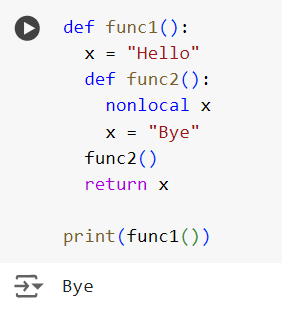 def func1():
  x = "Hello"
  def func2():
    nonlocal x
    x = "Bye"
  func2()
  return x

print(func1())
Bye